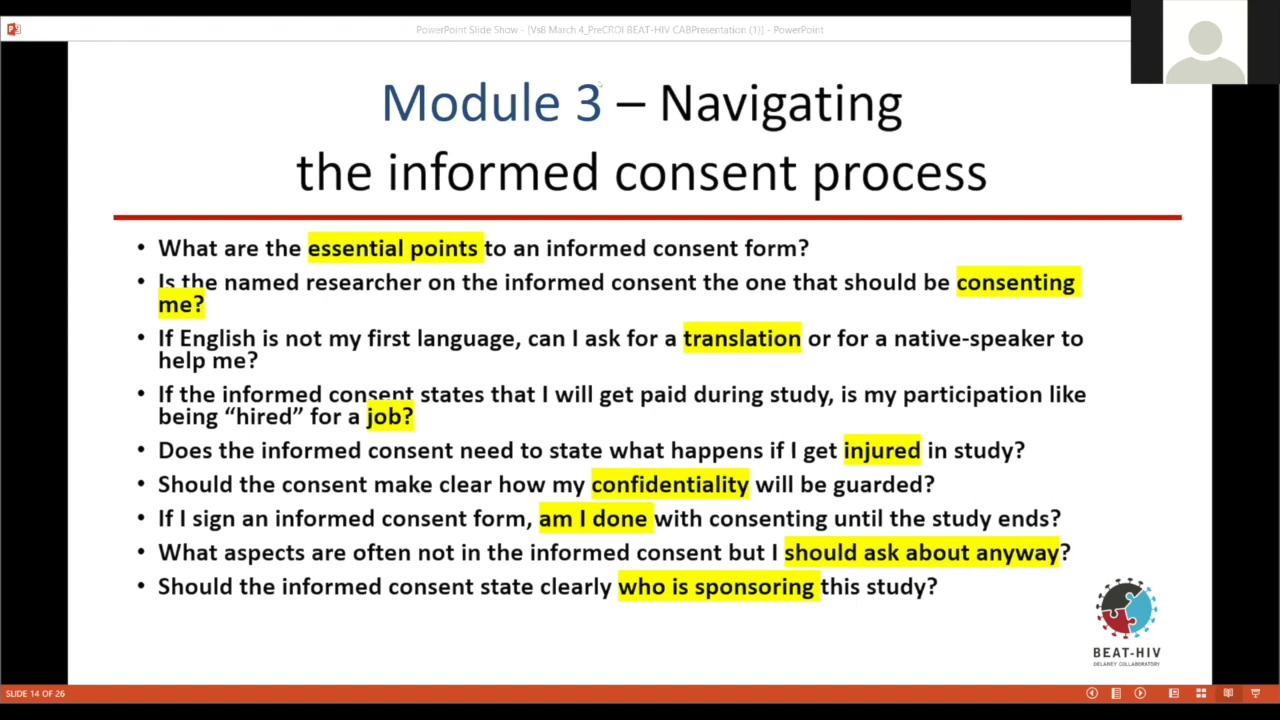 PowerPoint Slide Show - [Vs8 March 4_PreCROI BEAT-HIV CABPresentation (1)] - PowerPoint
Module 3 – Navigating
the informed consent process
• What are the essential points to an informed consent form?
• Is the named researcher on the informed consent the one that should be consenting
me?
• If English is not my first language, can I ask for a translation or for a native-speaker to
help me?
• If the informed consent states that I will get paid during study, is my participation like
being “hired” for a job?
• Does the informed consent need to state what happens if I get injured in study?
• Should the consent make clear how my confidentiality will be guarded?
• If I sign an informed consent form, am I done with consenting until the study ends?
• What aspects are often not in the informed consent but I should ask about anyway?
• Should the informed consent state clearly who is sponsoring this study?
BEAT-HIV
DELANEY COLLABORATORY
SLIDE 14 OF 26